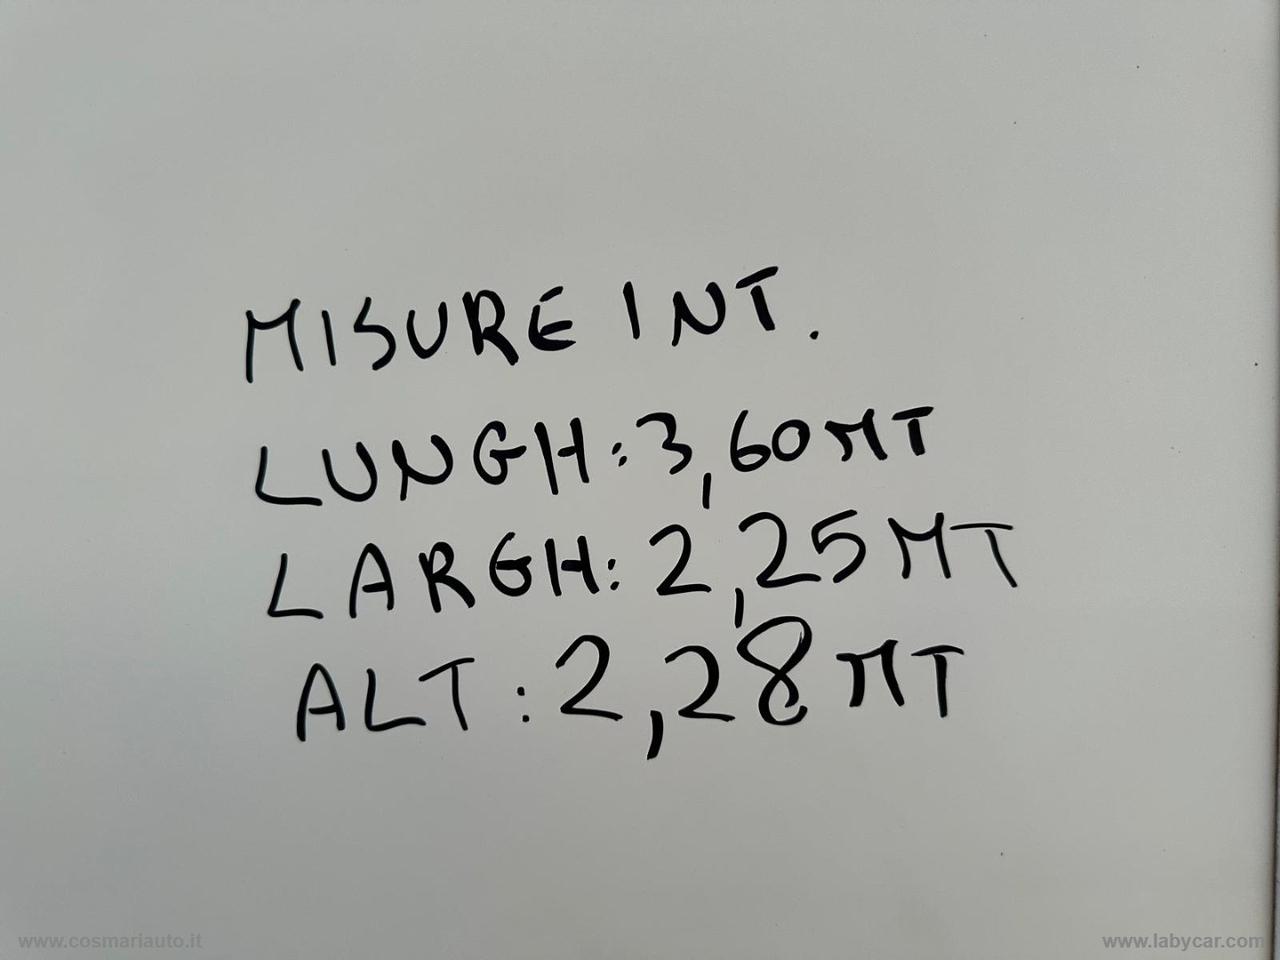 MISURE INT.
LUNGH: 3,60 MT
LARGH: 2,25 MT
ALT: 2,28 MT
www.cosmariauto.it
www.labycar.com